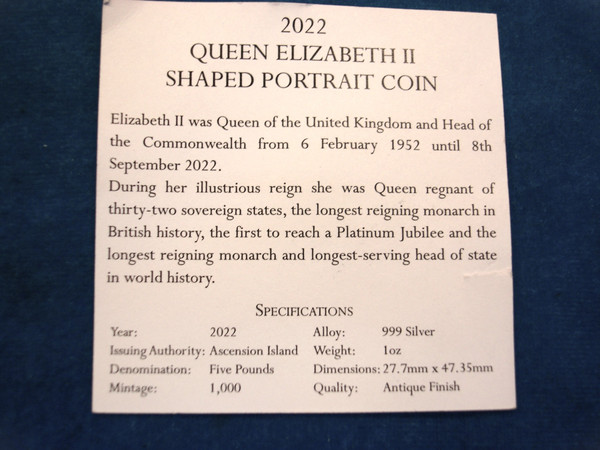 2022
QUEEN ELIZABETH II
SHAPED PORTRAIT COIN
Elizabeth II was Queen of the United Kingdom and Head of
the Commonwealth from 6 February 1952 until 8th
September 2022.
During her illustrious reign she was Queen regnant of
thirty-two sovereign states, the longest reigning monarch in
British history, the first to reach a Platinum Jubilee and the
longest reigning monarch and longest-serving head of state
in world history.
SPECIFICATIONS
Year: 2022 Alloy: 999 Silver
Issuing Authority: Ascension Island Weight: 1oz
Denomination: Five Pounds Dimensions: 27.7mm x 47.35mm
Mintage: 1,000 Quality: Antique Finish